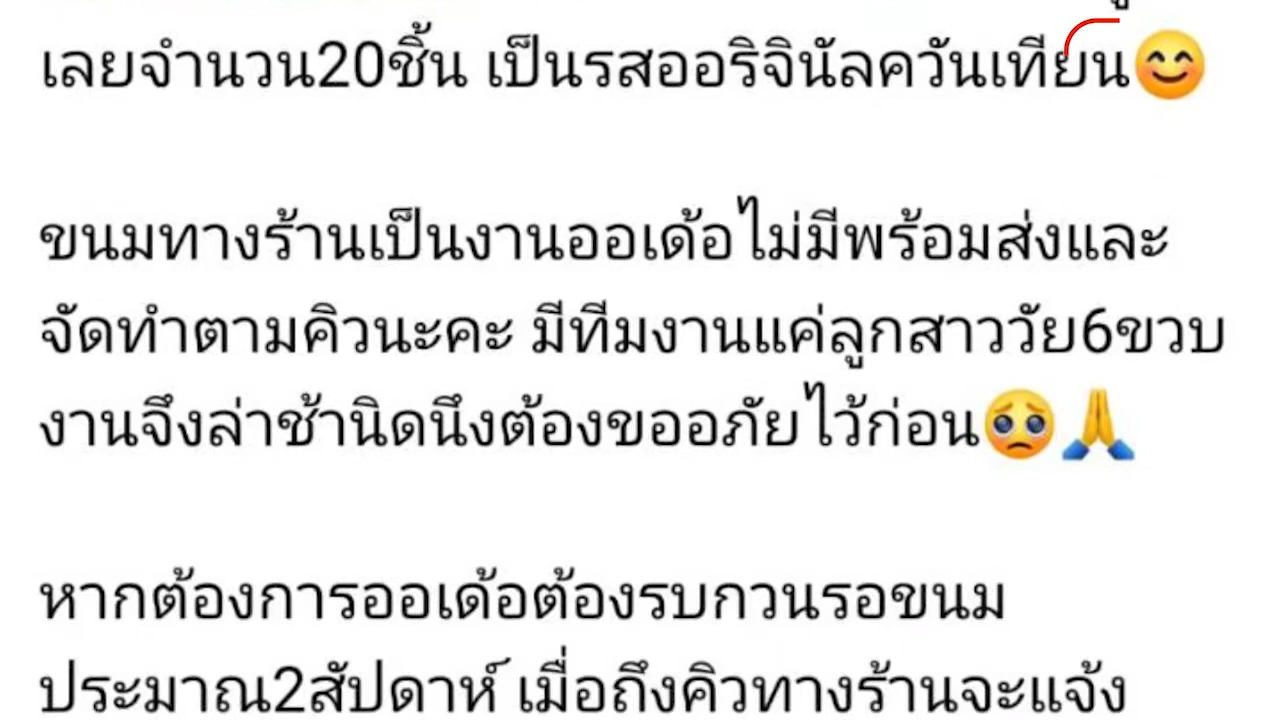 เลยจำนวน20ชิ้น เป็นรสออริจินัลควันเทียน😊
ขนมทางร้านเป็นงานออเด้อไม่มีพร้อมส่งและ
จัดทำตามคิวนะคะ มีทีมงานแค่ลูกสาววัย6ขวบ
งานจึงล่าช้านิดนึงต้องขออภัยไว้ก่อน🥺🙏
หากต้องการออเด้อต้องรบกวนรอขนม
ประมาณ2สัปดาห์ เมื่อถึงคิวทางร้านจะแจ้ง